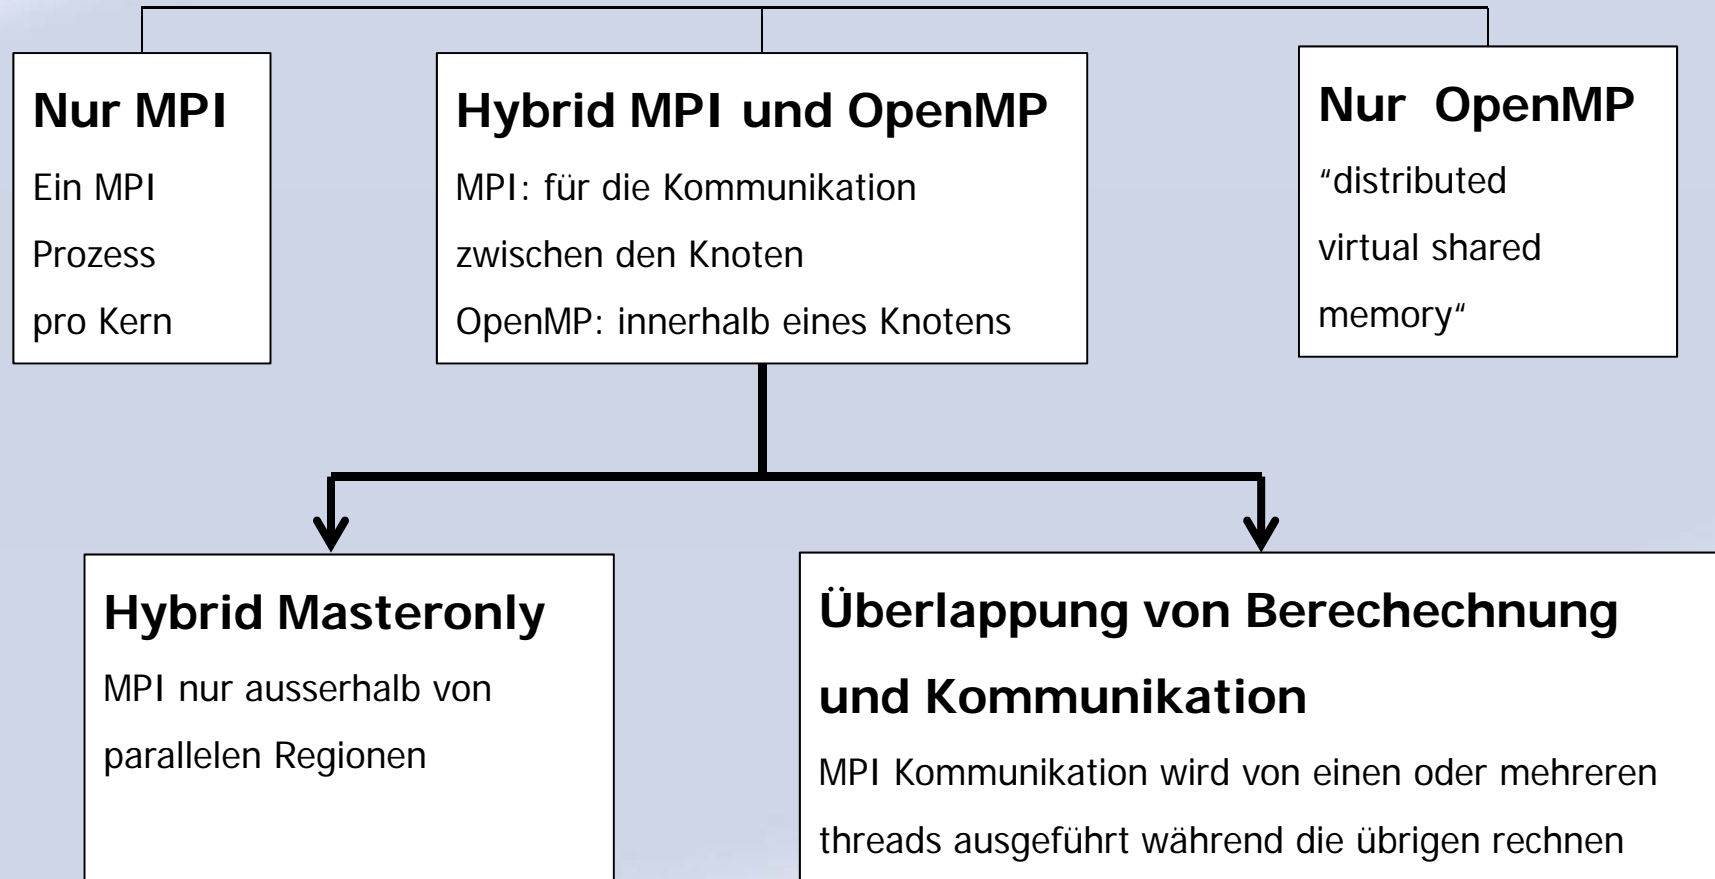 Nur MPI
Ein MPI
Prozess
pro Kern
Hybrid MPI und OpenMP
MPI: für die Kommunikation
zwischen den Knoten
OpenMP: innerhalb eines Knotens
Nur OpenMP
“distributed
virtual shared
memory“
Hybrid Masteronly
MPI nur ausserhalb von
parallelen Regionen
Überlappung von Berechechnung
und Kommunikation
MPI Kommunikation wird von einen oder mehreren
threads ausgeführt während die übrigen rechnen